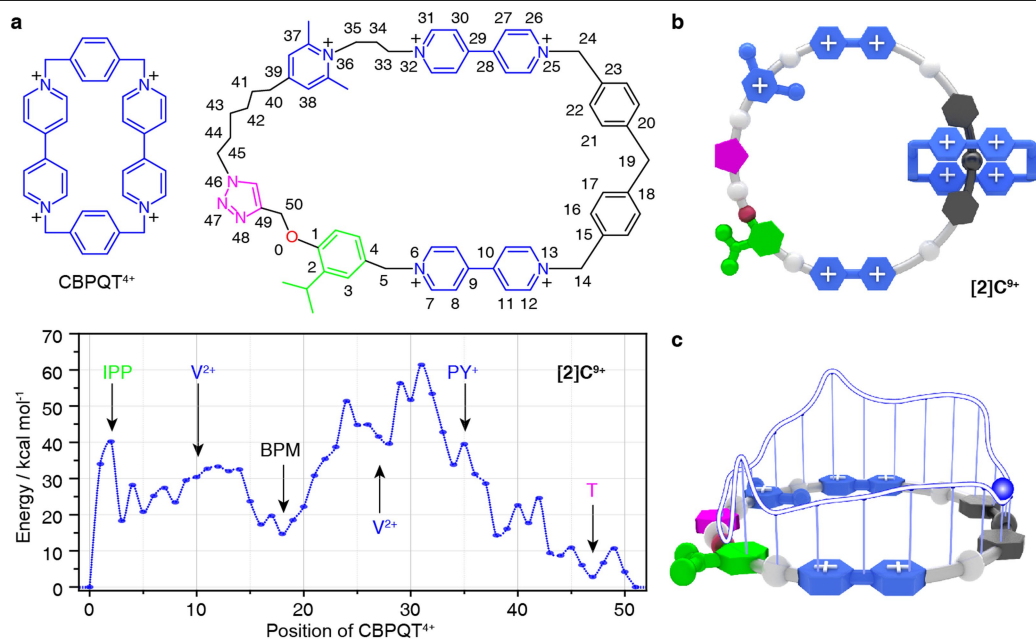 a
CBPQT⁴⁺
N N N N
+ + + +
37 35 34 31 30 27 26
N N N N
+ + + +
36 33 32 29 28 25 24
39 38
41 40
43 42
44
45
46 N
47 N N 48
49 50
O 0
1 2 3 4 5
6 N 7 8 9 10 11 12 N 13
+ +
14 15 16 17 18 19 20 21 22 23
b
+ + + + + + + + +
[2]C⁹⁺
Energy / kcal mol⁻¹
70
60
50
40
30
20
10
0
IPP
V²⁺
BPM
V²⁺
PY⁺
[2]C⁹⁺
T
0 10 20 30 40 50
Position of CBPQT⁴⁺
c
+ + + +